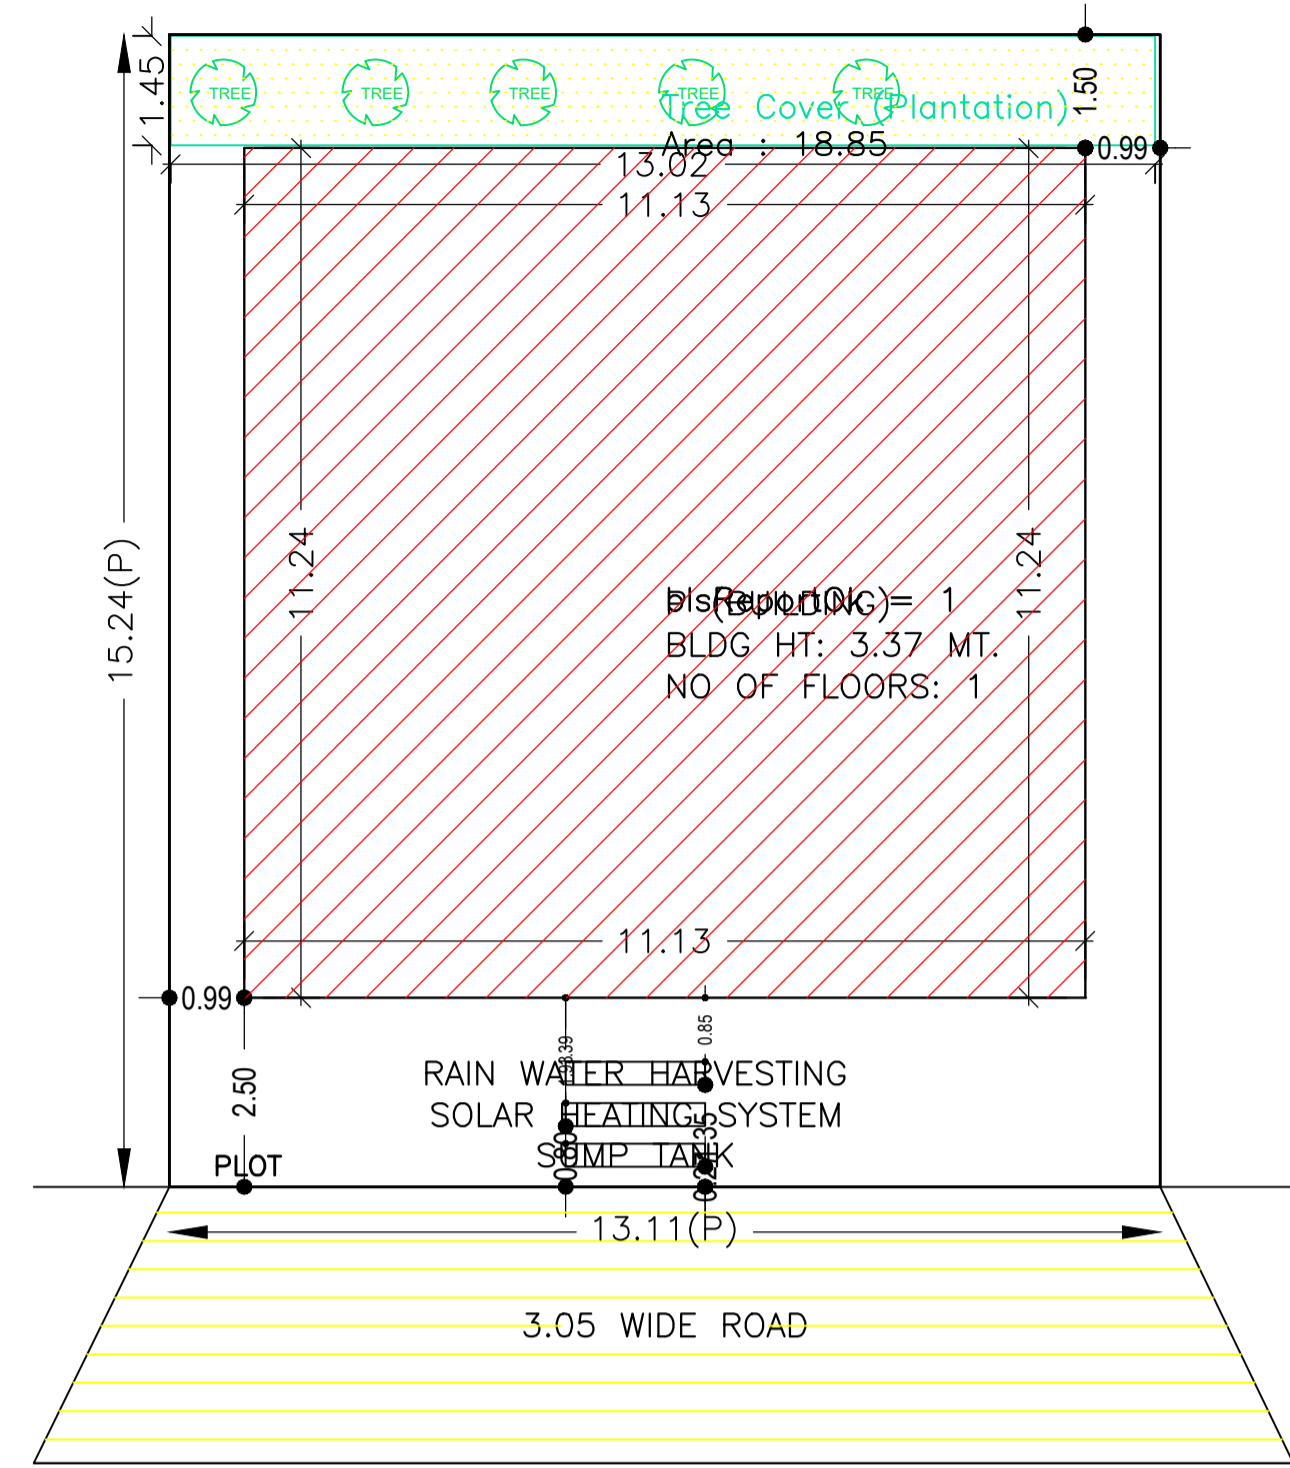 1.45
TREE
TREE
TREE
TREE
TREE
Tree Cover (Plantation)
1.50
Area : 18.85
0.99
13.02
11.13
15.24(P)
11.24
11.24
BLDG HT: 3.37 MT.
NO OF FLOORS: 1
11.13
0.99
0.85
2.50
RAIN WATER HARVESTING
SOLAR HEATING SYSTEM
SUMP TANK
PLOT
13.11(P)
3.05 WIDE ROAD